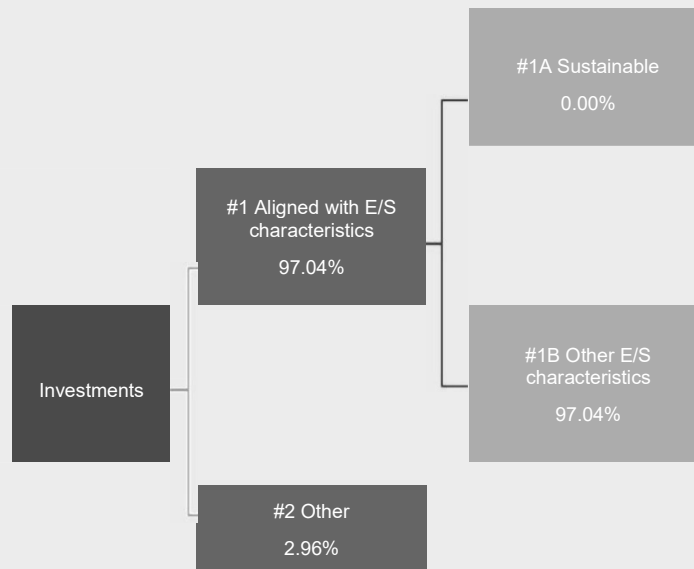 #1A Sustainable
0.00%
#1 Aligned with E/S
characteristics
97.04%
Investments
#1B Other E/S
characteristics
97.04%
#2 Other
2.96%